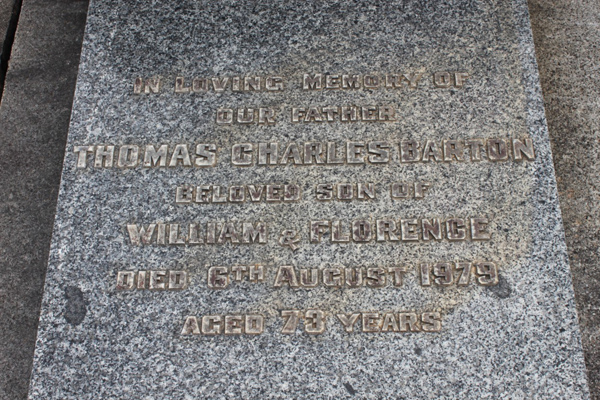 IN LOVING MEMORY OF
OUR FATHER
THOMAS CHARLES BARTON
BELOVED SON OF
WILLIAM & FLORENCE
DIED 6TH AUGUST 1979
AGED 73 YEARS